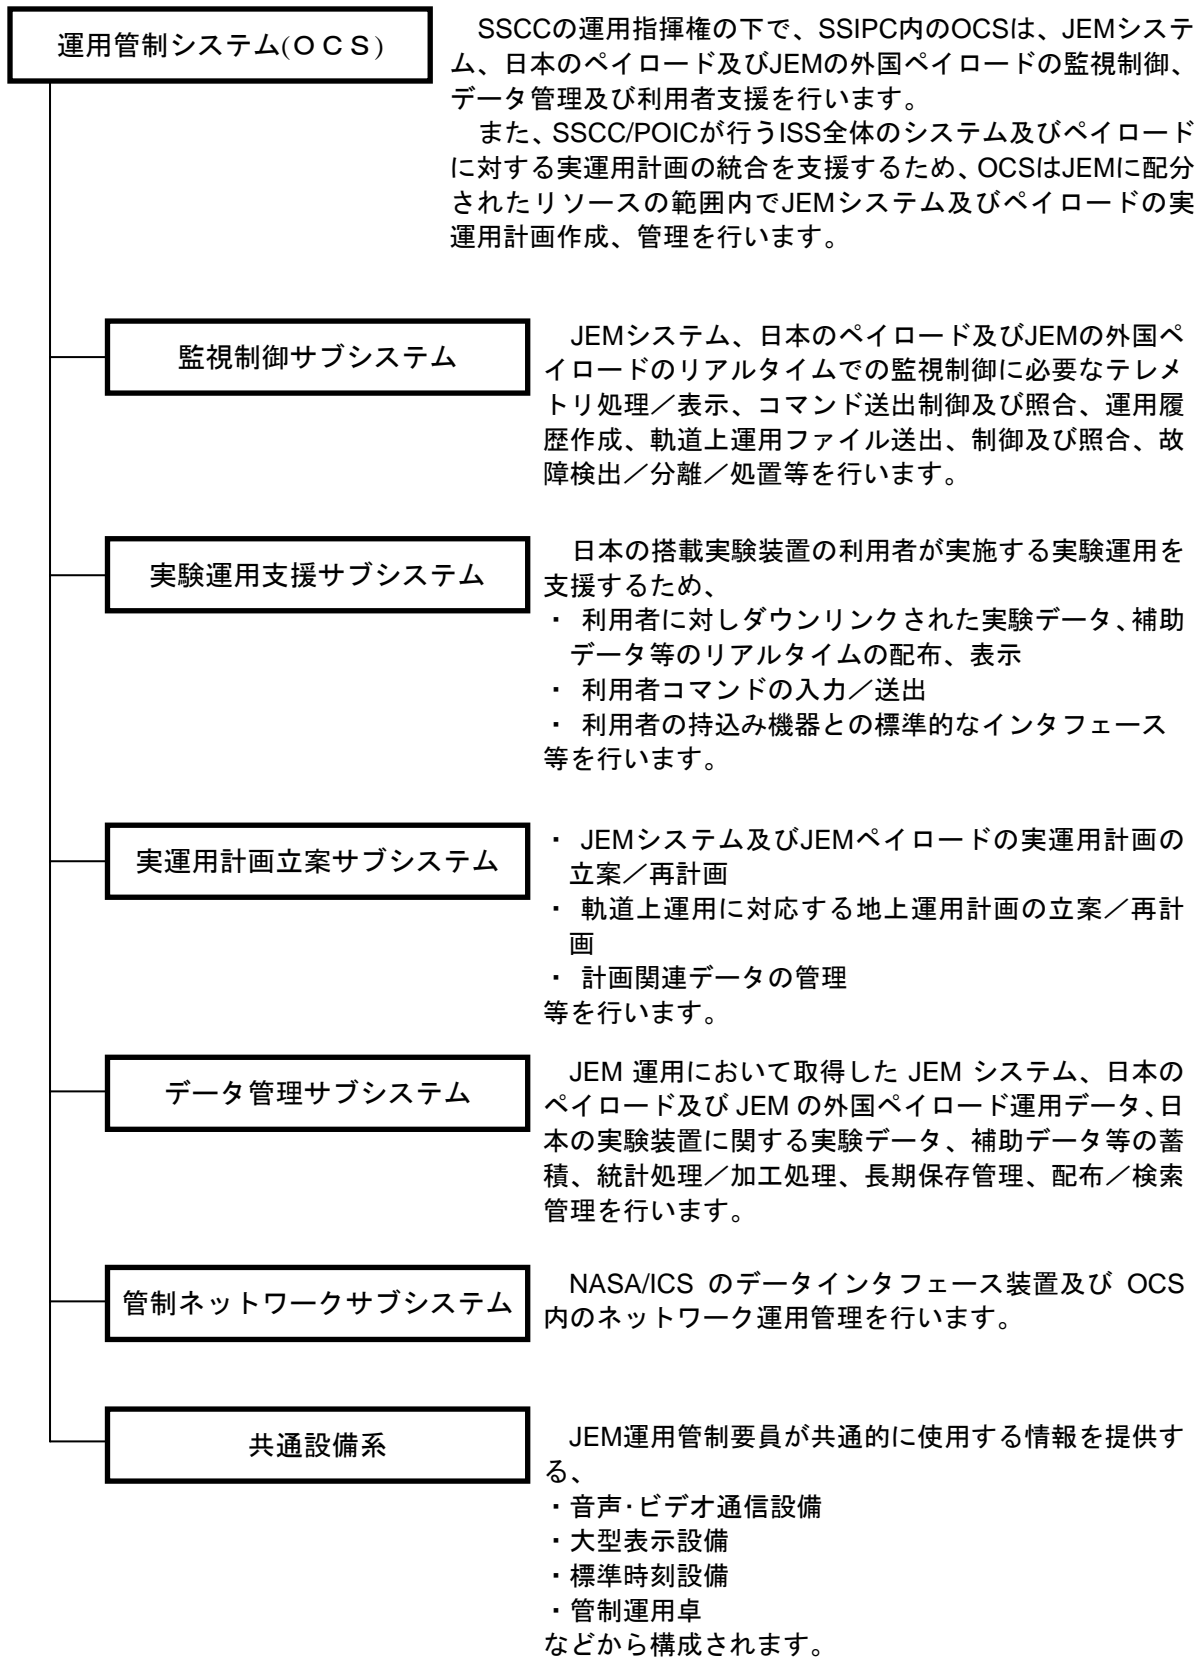 運用管制システム(ＯＣＳ)
SSCCの運用指揮権の下で、SSIPC内のOCSは、JEMシステ
ム、日本のペイロード及びJEMの外国ペイロードの監視制御、
データ管理及び利用者支援を行います。
また、SSCC/POICが行うISS全体のシステム及びペイロード
に対する実運用計画の統合を支援するため、OCSはJEMに配分
されたリソースの範囲内でJEMシステム及びペイロードの実
運用計画作成、管理を行います。
監視制御サブシステム
JEMシステム、日本のペイロード及びJEMの外国ペ
イロードのリアルタイムでの監視制御に必要なテレメ
トリ処理／表示、コマンド送出制御及び照合、運用履
歴作成、軌道上運用ファイル送出、制御及び照合、故
障検出／分離／処置等を行います。
実験運用支援サブシステム
日本の搭載実験装置の利用者が実施する実験運用を
支援するため、
・ 利用者に対しダウンリンクされた実験データ、補助
データ等のリアルタイムの配布、表示
・ 利用者コマンドの入力／送出
・ 利用者の持込み機器との標準的なインタフェース
等を行います。
実運用計画立案サブシステム
・ JEMシステム及びJEMペイロードの実運用計画の
立案／再計画
・ 軌道上運用に対応する地上運用計画の立案／再計
画
・ 計画関連データの管理
等を行います。
データ管理サブシステム
JEM 運用において取得した JEM システム、日本の
ペイロード及び JEM の外国ペイロード運用データ、日
本の実験装置に関する実験データ、補助データ等の蓄
積、統計処理／加工処理、長期保存管理、配布／検索
管理を行います。
管制ネットワークサブシステム
NASA/ICS のデータインタフェース装置及び OCS
内のネットワーク運用管理を行います。
共通設備系
JEM運用管制要員が共通的に使用する情報を提供す
る、
・音声･ビデオ通信設備
・大型表示設備
・標準時刻設備
・管制運用卓
などから構成されます。